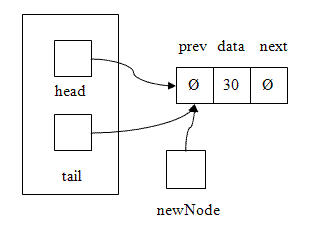 prev data next
Ø 30 Ø
head
tail
newNode